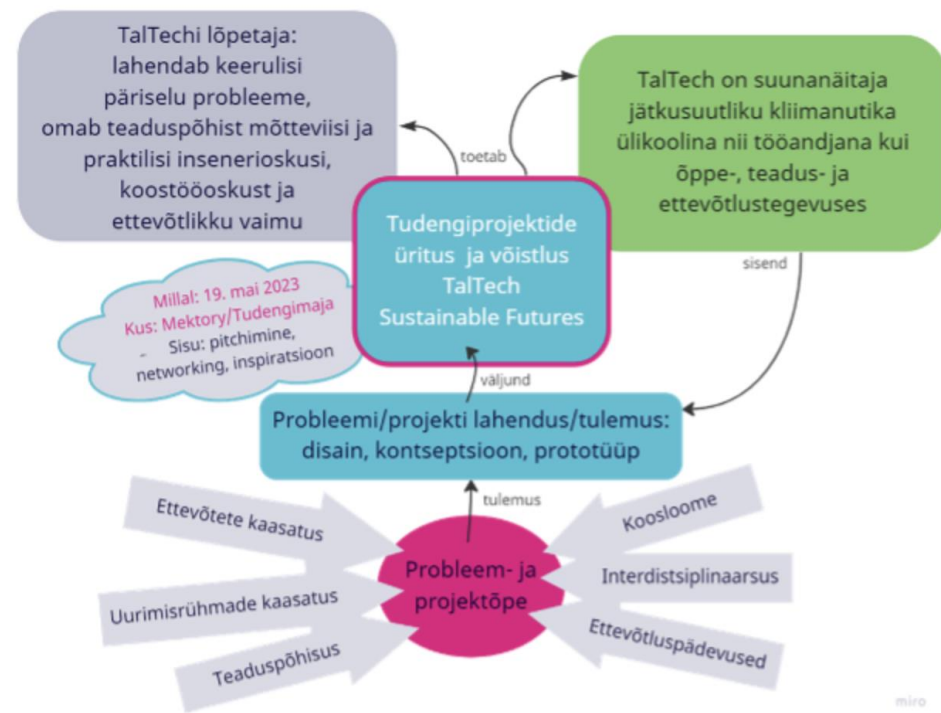 TalTechi lõpetaja:
lahendab keerulisi
päriselu probleeme,
omab teaduspõhist mõtteviisi ja
praktilisi insenerioskusi,
koostööoskust ja
ettevõtlikku vaimu
TalTech on suunanäitaja
jätkusuutliku kliimanutika
ülikoolina nii tööandjana kui
õppe-, teadus- ja
ettevõtlustegevuses
toetab
Tudengiprojektide
üritus ja võistlus
TalTech
Sustainable Futures
sisend
Millal: 19. mai 2023
Kus: Mektory/Tudengimaja
- Sisu: pitchimine,
networking, inspiratsioon
väljund
Probleemi/projekti lahendus/tulemus:
disain, kontseptsioon, prototüüp
tulemus
Ettevõtete kaasatus
Uurimisrühmade kaasatus
Teaduspõhisus
Probleem- ja
projektõpe
Koosloome
Interdistsiplinaarsus
Ettevõtluspädevused
miro